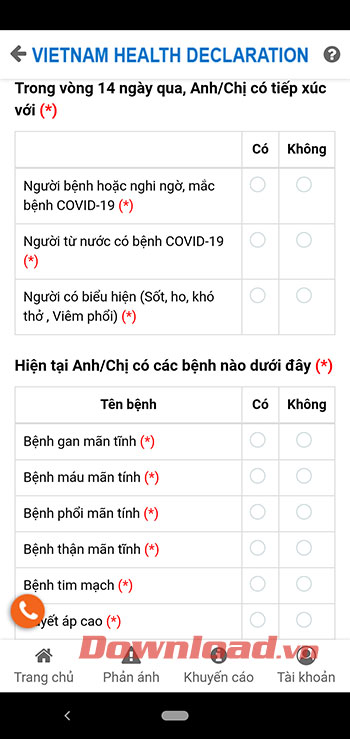 VIETNAM HEALTH DECLARATION ?
Trong vòng 14 ngày qua, Anh/Chị có tiếp xúc
với (*)
Có Không
Người bệnh hoặc nghi ngờ, mắc
bệnh COVID-19 (*)
Người từ nước có bệnh COVID-19
(*)
Người có biểu hiện (Sốt, ho, khó
thở , Viêm phổi) (*)
Hiện tại Anh/Chị có các bệnh nào dưới đây (*)
Tên bệnh Có Không
Bệnh gan mãn tĩnh (*)
Bệnh máu mãn tính (*)
Bệnh phổi mãn tính (*)
Bệnh thận mãn tĩnh (*)
Bệnh tim mạch (*)
yết áp cao (*)
Download.vn
Trang chủ Phản ánh Khuyến cáo Tài khoản